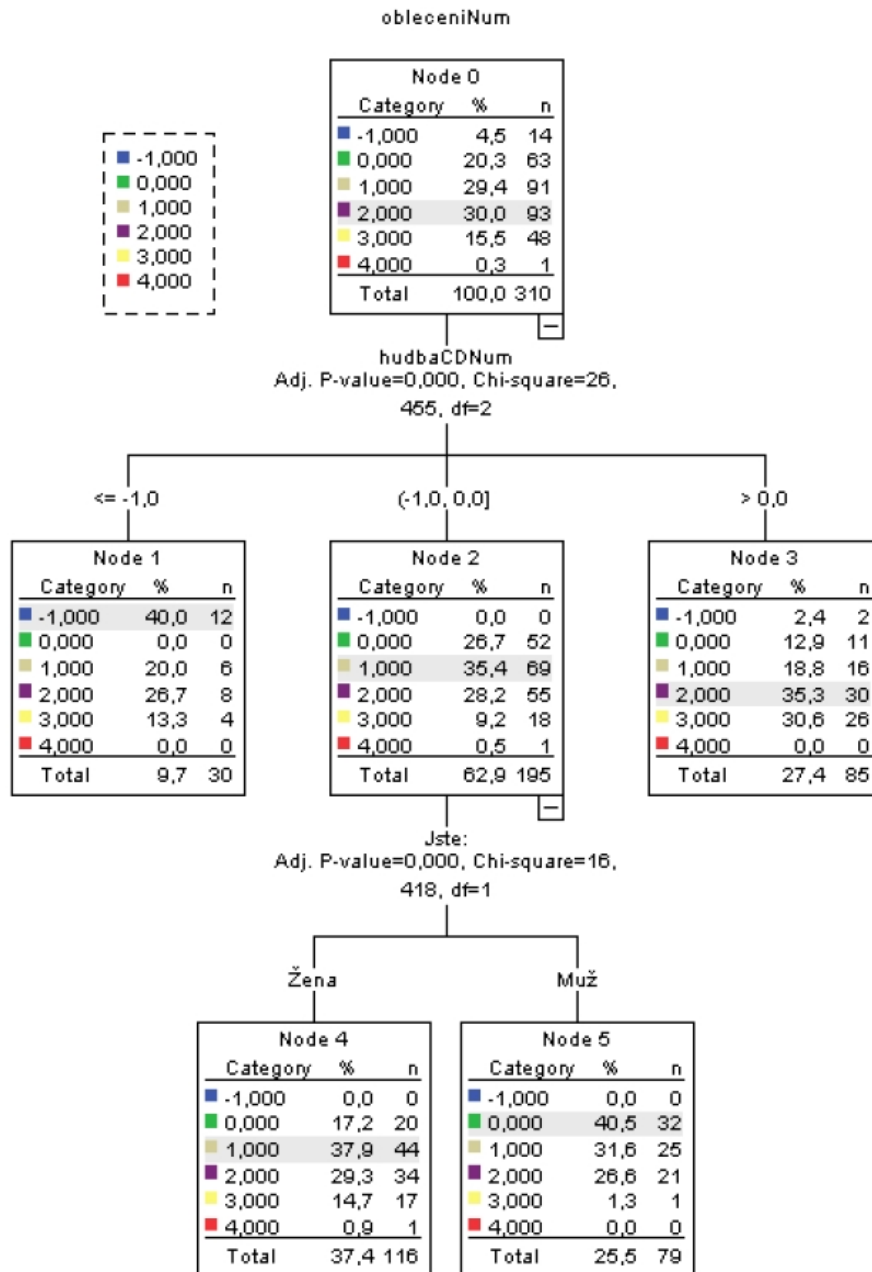 obleceniNum
-1,000
0,000
1,000
2,000
3,000
4,000
Node 0
Category % n
-1,000 4,5 14
0,000 20,3 63
1,000 29,4 91
2,000 30,0 93
3,000 15,5 48
4,000 0,3 1
Total 100,0 310
hudbaCDNum
Adj. P-value=0,000, Chi-square=26,
455, df=2
<= -1,0
(-1,0, 0,0]
> 0,0
Node 1
Category % n
-1,000 40,0 12
0,000 0,0 0
1,000 20,0 6
2,000 26,7 8
3,000 13,3 4
4,000 0,0 0
Total 9,7 30
Node 2
Category % n
-1,000 0,0 0
0,000 26,7 52
1,000 35,4 69
2,000 28,2 55
3,000 9,2 18
4,000 0,5 1
Total 62,9 195
Node 3
Category % n
-1,000 2,4 2
0,000 12,9 11
1,000 18,8 16
2,000 35,3 30
3,000 30,6 26
4,000 0,0 0
Total 27,4 85
Jste:
Adj. P-value=0,000, Chi-square=16,
418, df=1
Žena
Muž
Node 4
Category % n
-1,000 0,0 0
0,000 17,2 20
1,000 37,9 44
2,000 29,3 34
3,000 14,7 17
4,000 0,9 1
Total 37,4 116
Node 5
Category % n
-1,000 0,0 0
0,000 40,5 32
1,000 31,6 25
2,000 26,6 21
3,000 1,3 1
4,000 0,0 0
Total 25,5 79